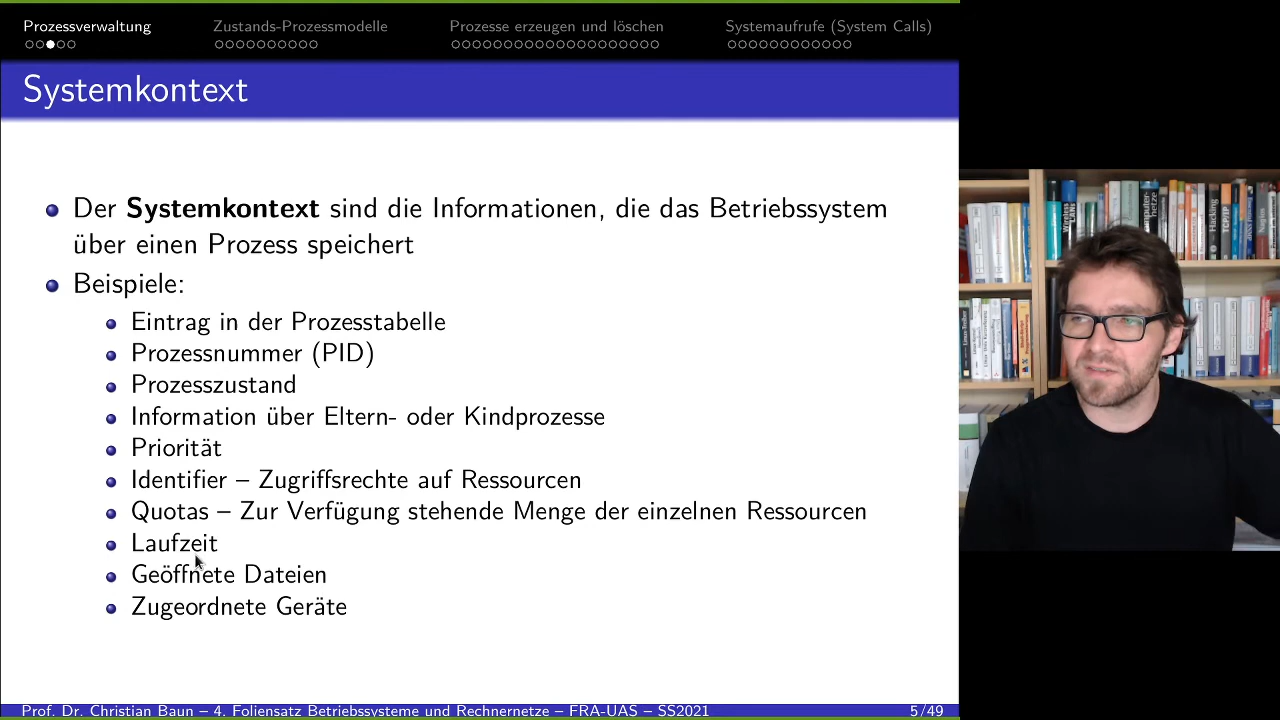 Prozessverwaltung Zustands-Prozessmodelle Prozesse erzeugen und löschen Systemaufrufe (System Calls)
Systemkontext
Der Systemkontext sind die Informationen, die das Betriebssystem
über einen Prozess speichert
Beispiele:
Eintrag in der Prozesstabelle
Prozessnummer (PID)
Prozesszustand
Information über Eltern- oder Kindprozesse
Priorität
Identifier – Zugriffsrechte auf Ressourcen
Quotas – Zur Verfügung stehende Menge der einzelnen Ressourcen
Laufzeit
Geöffnete Dateien
Zugeordnete Geräte
Prof. Dr. Christian Baun – 4. Foliensatz Betriebssysteme und Rechnernetze – FRA-UAS – SS2021 5/49
Hacking
TCP/IP